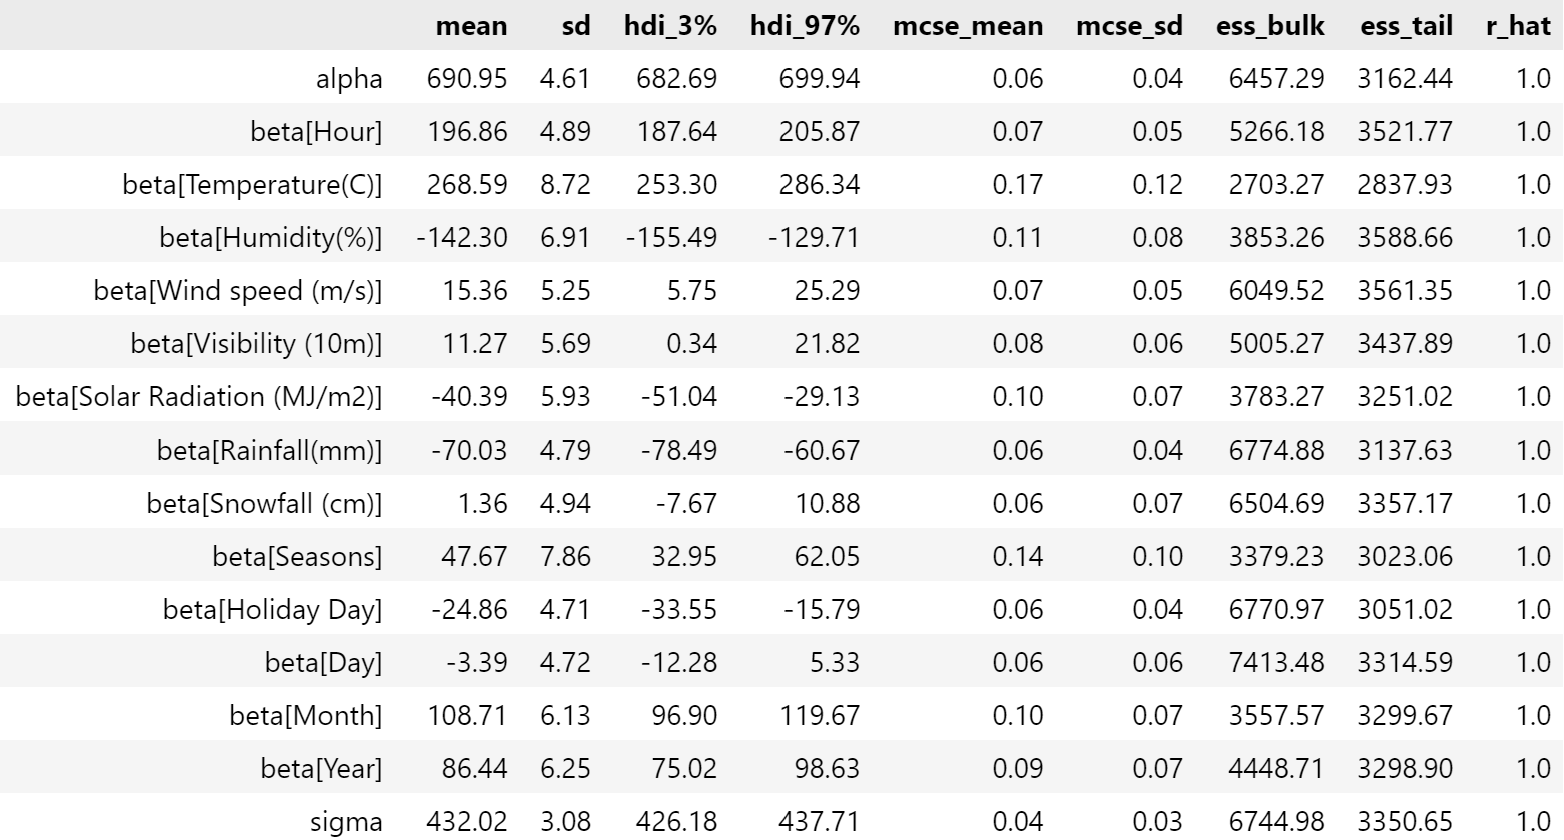 mean sd hdi_3% hdi_97% mcse_mean mcse_sd ess_bulk ess_tail r_hat
alpha 690.95 4.61 682.69 699.94 0.06 0.04 6457.29 3162.44 1.0
beta[Hour] 196.86 4.89 187.64 205.87 0.07 0.05 5266.18 3521.77 1.0
beta[Temperature(C)] 268.59 8.72 253.30 286.34 0.17 0.12 2703.27 2837.93 1.0
beta[Humidity(%)] -142.30 6.91 -155.49 -129.71 0.11 0.08 3853.26 3588.66 1.0
beta[Wind speed (m/s)] 15.36 5.25 5.75 25.29 0.07 0.05 6049.52 3561.35 1.0
beta[Visibility (10m)] 11.27 5.69 0.34 21.82 0.08 0.06 5005.27 3437.89 1.0
beta[Solar Radiation (MJ/m2)] -40.39 5.93 -51.04 -29.13 0.10 0.07 3783.27 3251.02 1.0
beta[Rainfall(mm)] -70.03 4.79 -78.49 -60.67 0.06 0.04 6774.88 3137.63 1.0
beta[Snowfall (cm)] 1.36 4.94 -7.67 10.88 0.06 0.07 6504.69 3357.17 1.0
beta[Seasons] 47.67 7.86 32.95 62.05 0.14 0.10 3379.23 3023.06 1.0
beta[Holiday Day] -24.86 4.71 -33.55 -15.79 0.06 0.04 6770.97 3051.02 1.0
beta[Day] -3.39 4.72 -12.28 5.33 0.06 0.06 7413.48 3314.59 1.0
beta[Month] 108.71 6.13 96.90 119.67 0.10 0.07 3557.57 3299.67 1.0
beta[Year] 86.44 6.25 75.02 98.63 0.09 0.07 4448.71 3298.90 1.0
sigma 432.02 3.08 426.18 437.71 0.04 0.03 6744.98 3350.65 1.0